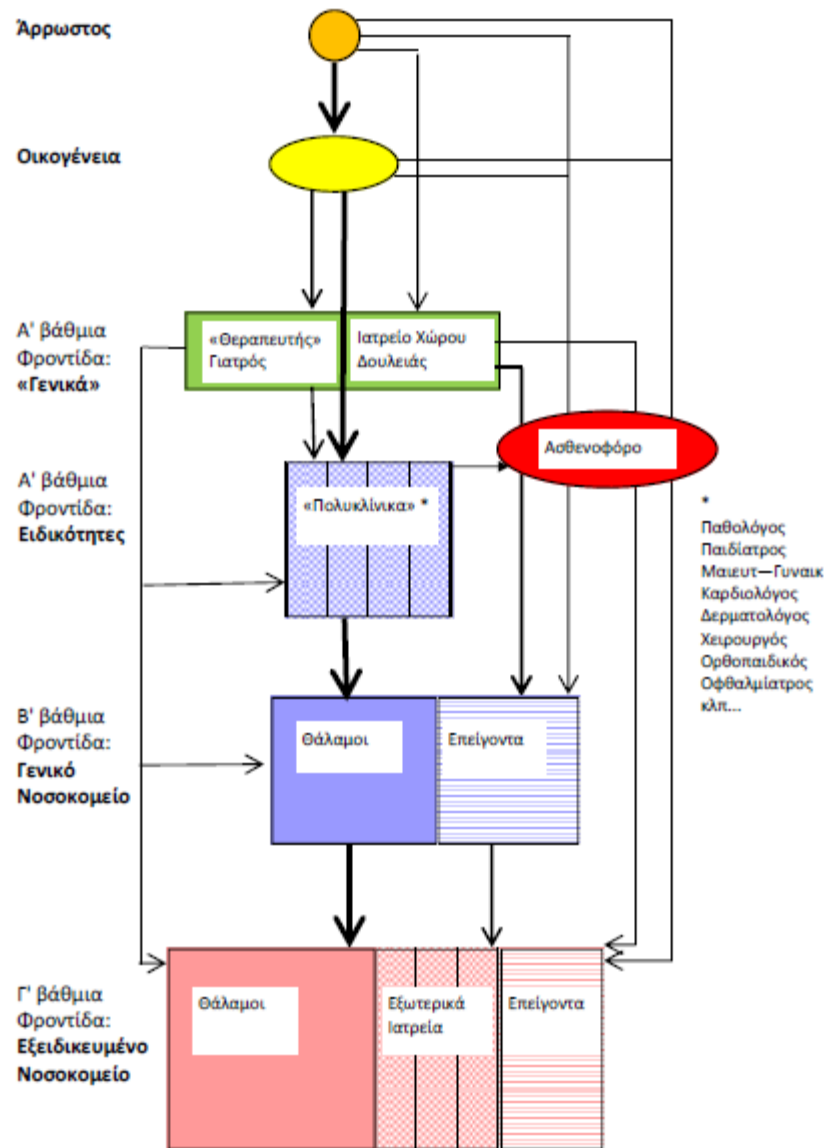 Άρρωστος
Οικογένεια
Α' βάθμια
Φροντίδα:
«Γενικά»
«Θεραπευτής»
Γιατρός
Ιατρείο Χώρου
Δουλειάς
Ασθενοφόρο
Α' βάθμια
Φροντίδα:
Ειδικότητες
«Πολυκλίνικα» *
*
Παθολόγος
Παιδίατρος
Μαιευτ—Γυναικ
Καρδιολόγος
Δερματολόγος
Χειρουργός
Ορθοπαιδικός
Οφθαλμίατρος
κλπ...
Β' βάθμια
Φροντίδα:
Γενικό
Νοσοκομείο
Θάλαμοι
Επείγοντα
Γ' βάθμια
Φροντίδα:
Εξειδικευμένο
Νοσοκομείο
Θάλαμοι
Εξωτερικά
Ιατρεία
Επείγοντα